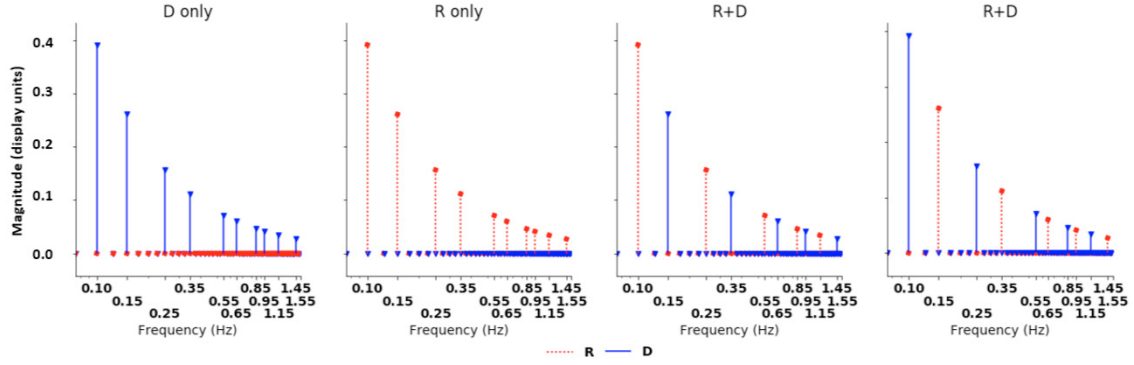 D only
R only
R+D
R+D
Magnitude (display units)
0.4
0.3
0.2
0.1
0.0
0.10 0.35 0.85 1.45
0.15 0.55 0.95 1.55
0.25 0.65 1.15
Frequency (Hz)
0.10 0.35 0.85 1.45
0.15 0.55 0.95 1.55
0.25 0.65 1.15
Frequency (Hz)
0.10 0.35 0.85 1.45
0.15 0.55 0.95 1.55
0.25 0.65 1.15
Frequency (Hz)
0.10 0.35 0.85 1.45
0.15 0.55 0.95 1.55
0.25 0.65 1.15
Frequency (Hz)
R D